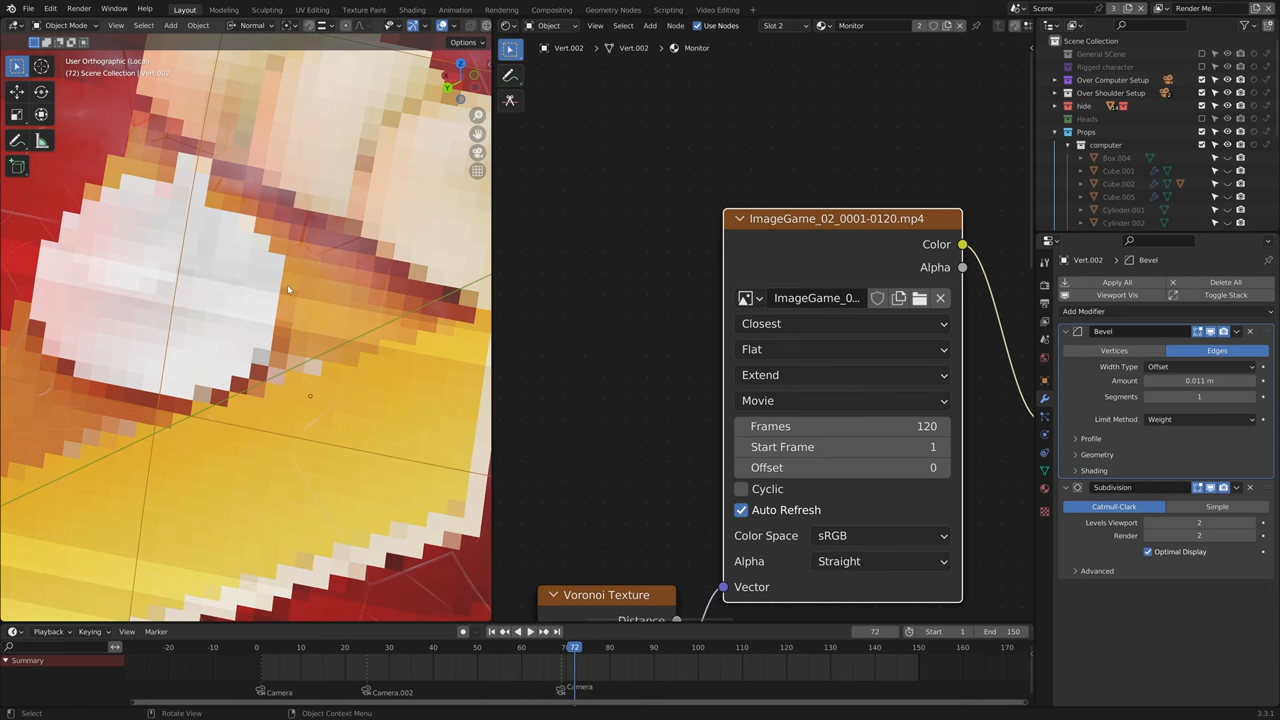 File Edit Render Window Help Layout Modeling Sculpting UV Editing Texture Paint Shading Animation Rendering Compositing Geometry Nodes Scripting Video Editing Scene 3 Render Me
Object Mode View Select Add Object Normal Object View Select Add Node Use Nodes Slot 2 Monitor 2
Options
Vert.002 Vert.002 Monitor
User Orthographic (Local)
(72) Scene Collection | Vert.002
Z
Y
ImageGame_02_0001-0120.mp4
Color
Alpha
ImageGame_0...
Closest
Flat
Extend
Movie
Frames 120
Start Frame 1
Offset 0
Cyclic
Auto Refresh
Color Space sRGB
Alpha Straight
Vector
Voronoi Texture
Distance
Scene Collection
General SCene
Rigged character
Over Computer Setup
Over Shoulder Setup 2
hide
Heads
Props
computer
Box.004
Cube.001
Cube.002
Cube.005
Cylinder.001
Cylinder.002
Vert.002 Bevel
Apply All Delete All
Viewport Vis Toggle Stack
Add Modifier
Bevel
Vertices Edges
Width Type Offset
Amount 0.011 m
Segments 1
Limit Method Weight
Profile
Geometry
Shading
Subdivision
Catmull-Clark Simple
Levels Viewport 2
Render 2
Optimal Display
Advanced
Playback Keying View Marker 72 Start 1 End 150
-20 -10 0 10 20 30 40 50 60 72 80 90 100 110 120 130 140 150 160 170
Summary
Camera Camera.002 Camera
Select Rotate View Object Context Menu 3.3.1